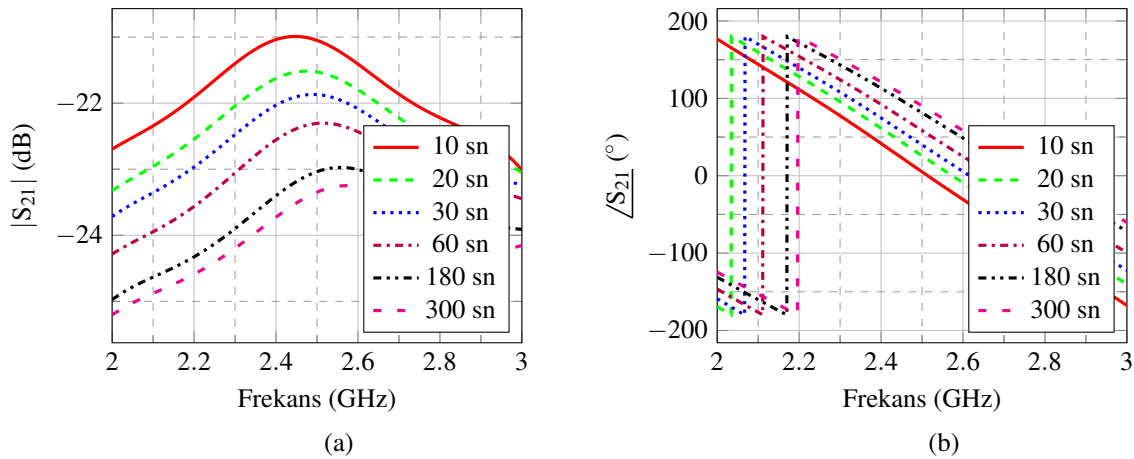 −22
−24
|S21| (dB)
2
2.2
2.4
2.6
2.8
3
Frekans (GHz)
10 sn
20 sn
30 sn
60 sn
180 sn
300 sn
(a)
200
100
0
−100
−200
/S21 (°)
2
2.2
2.4
2.6
2.8
3
Frekans (GHz)
10 sn
20 sn
30 sn
60 sn
180 sn
300 sn
(b)